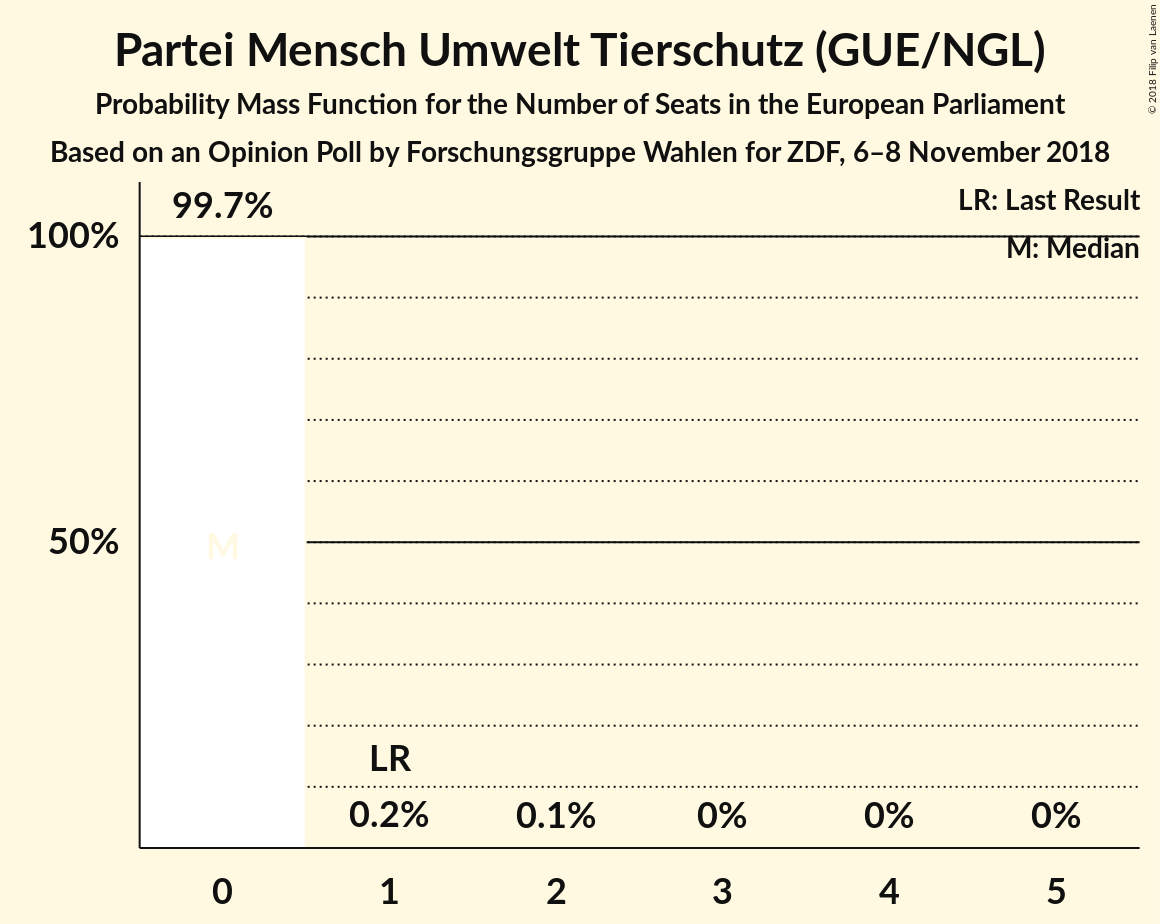 Partei Mensch Umwelt Tierschutz (GUE/NGL)
Probability Mass Function for the Number of Seats in the European Parliament
Based on an Opinion Poll by Forschungsgruppe Wahlen for ZDF, 6–8 November 2018
© 2018 Filip van Laenen
99.7%
LR: Last Result
100%
M: Median
50%
M
LR
0.2% 0.1% 0% 0% 0%
0 1 2 3 4 5